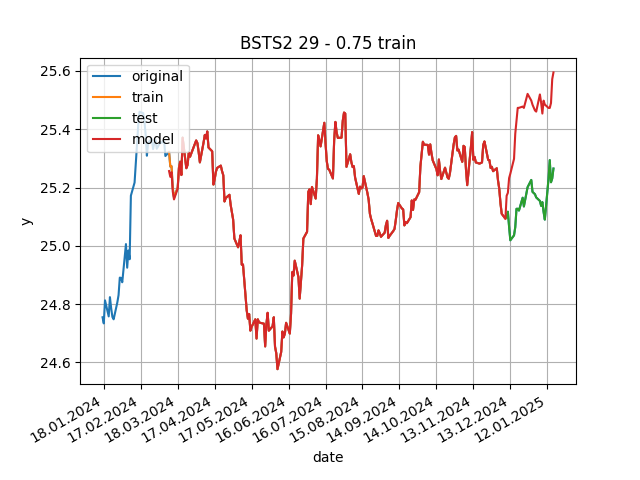 BSTS2 29 - 0.75 train
original
train
test
model
y
25.6
25.4
25.2
25.0
24.8
24.6
18.01.2024
17.02.2024
18.03.2024
17.04.2024
17.05.2024
16.06.2024
16.07.2024
15.08.2024
14.09.2024
14.10.2024
13.11.2024
13.12.2024
12.01.2025
date